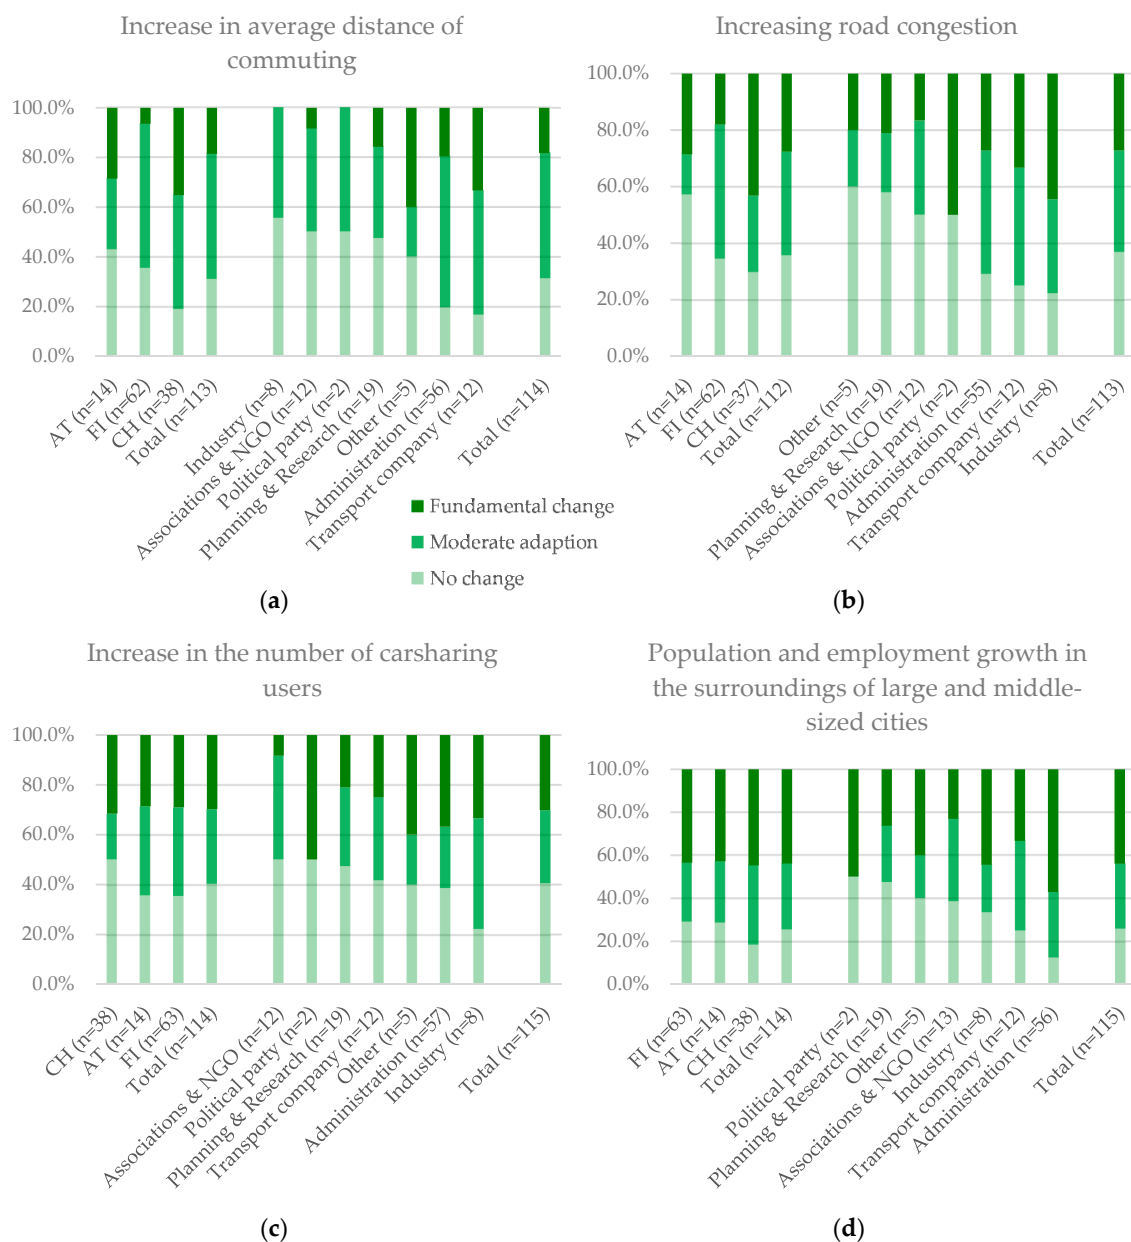 Increase in average distance of
commuting
100.0%
80.0%
60.0%
40.0%
20.0%
0.0%
AT (n=14)
FI (n=62)
CH (n=38)
Total (n=113)
Industry (n=8)
Associations & NGO (n=12)
Political party (n=2)
Planning & Research (n=19)
Other (n=5)
Administration (n=56)
Transport company (n=12)
Total (n=114)
(a)
Increasing road congestion
100.0%
80.0%
60.0%
40.0%
20.0%
0.0%
AT (n=14)
FI (n=62)
CH (n=37)
Total (n=112)
Other (n=5)
Planning & Research (n=19)
Associations & NGO (n=12)
Political party (n=2)
Administration (n=55)
Transport company (n=12)
Industry (n=8)
Total (n=113)
(b)
Fundamental change
Moderate adaption
No change
Increase in the number of carsharing
users
100.0%
80.0%
60.0%
40.0%
20.0%
0.0%
CH (n=38)
AT (n=14)
FI (n=63)
Total (n=114)
Associations & NGO (n=12)
Political party (n=2)
Planning & Research (n=19)
Transport company (n=12)
Other (n=5)
Administration (n=57)
Industry (n=8)
Total (n=115)
(c)
Population and employment growth in
the surroundings of large and middle-
sized cities
100.0%
80.0%
60.0%
40.0%
20.0%
0.0%
FI (n=63)
AT (n=14)
CH (n=38)
Total (n=114)
Political party (n=2)
Planning & Research (n=19)
Other (n=5)
Associations & NGO (n=13)
Industry (n=8)
Transport company (n=12)
Administration (n=56)
Total (n=115)
(d)